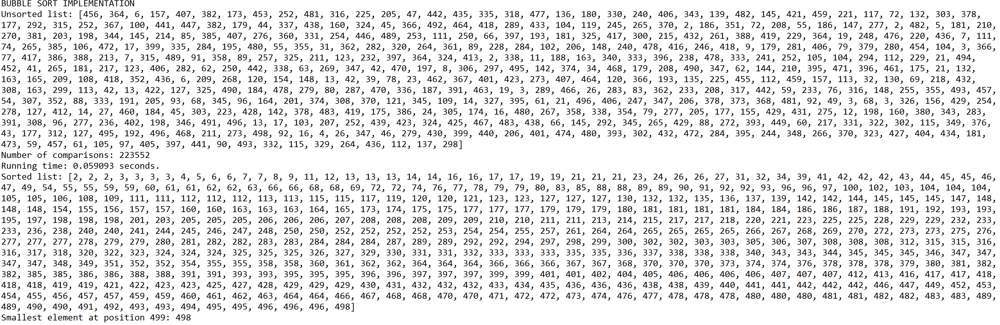 BUBBLE SORT IMPLEMENTATION
Unsorted list: [456, 364, 6, 157, 407, 382, 173, 453, 252, 481, 316, 225, 205, 47, 442, 435, 335, 318, 477, 136, 180, 330, 240, 406, 343, 139, 482, 145, 421, 459, 221, 117, 72, 132, 303, 378,
177, 292, 315, 252, 367, 100, 441, 447, 382, 179, 44, 337, 438, 160, 324, 45, 366, 492, 464, 418, 289, 433, 104, 119, 245, 265, 370, 2, 186, 351, 72, 208, 55, 186, 147, 277, 2, 482, 5, 181, 210,
270, 381, 203, 198, 344, 145, 214, 85, 385, 407, 276, 360, 331, 254, 446, 489, 253, 111, 250, 66, 397, 193, 181, 325, 417, 300, 215, 432, 261, 388, 419, 229, 364, 19, 248, 476, 220, 436, 7, 111,
74, 265, 385, 106, 472, 17, 399, 335, 284, 195, 480, 55, 355, 31, 362, 282, 320, 264, 361, 89, 228, 284, 102, 206, 148, 240, 478, 416, 246, 418, 9, 179, 281, 406, 79, 379, 280, 454, 104, 3, 366,
77, 417, 386, 388, 213, 7, 315, 489, 91, 358, 89, 257, 325, 211, 123, 232, 397, 364, 324, 413, 2, 338, 11, 188, 163, 340, 333, 396, 238, 478, 333, 241, 252, 105, 104, 294, 112, 229, 21, 494,
452, 41, 265, 181, 217, 123, 406, 282, 62, 250, 442, 338, 63, 269, 347, 42, 470, 197, 8, 306, 297, 495, 142, 374, 34, 468, 179, 208, 490, 347, 62, 144, 210, 395, 471, 396, 461, 175, 21, 132,
163, 165, 209, 108, 418, 352, 436, 6, 209, 268, 120, 154, 148, 13, 42, 39, 78, 23, 462, 367, 401, 423, 273, 407, 464, 120, 366, 193, 135, 225, 455, 112, 459, 157, 113, 32, 130, 69, 218, 432,
308, 163, 299, 113, 42, 13, 422, 127, 325, 490, 184, 478, 279, 80, 287, 470, 336, 187, 391, 463, 19, 3, 289, 466, 26, 283, 83, 362, 233, 208, 317, 442, 59, 233, 76, 316, 148, 255, 355, 493, 457,
54, 307, 352, 88, 333, 191, 205, 93, 68, 345, 96, 164, 201, 374, 308, 370, 121, 345, 109, 14, 327, 395, 61, 21, 496, 406, 247, 347, 206, 378, 373, 368, 481, 92, 49, 3, 68, 3, 326, 156, 429, 254,
278, 127, 412, 14, 27, 460, 184, 45, 303, 223, 428, 142, 378, 483, 419, 175, 386, 24, 305, 174, 16, 480, 267, 358, 338, 354, 79, 277, 205, 177, 155, 429, 431, 275, 12, 198, 160, 380, 343, 283,
391, 308, 96, 277, 236, 402, 198, 346, 491, 496, 13, 17, 103, 207, 252, 439, 423, 324, 425, 467, 483, 438, 66, 145, 292, 345, 265, 429, 88, 272, 393, 449, 60, 217, 331, 322, 302, 115, 349, 376,
43, 177, 312, 127, 495, 192, 496, 468, 211, 273, 498, 92, 16, 4, 26, 347, 46, 279, 430, 399, 440, 206, 401, 474, 480, 393, 302, 432, 472, 284, 395, 244, 348, 266, 370, 323, 427, 404, 434, 181,
473, 59, 457, 61, 105, 97, 405, 397, 441, 90, 493, 332, 115, 329, 264, 436, 112, 137, 298]
Number of comparisons: 223552
Running time: 0.059093 seconds.
Sorted list: [2, 2, 2, 3, 3, 3, 3, 4, 5, 6, 6, 7, 7, 8, 9, 11, 12, 13, 13, 13, 14, 14, 16, 16, 17, 17, 19, 19, 21, 21, 21, 23, 24, 26, 26, 27, 31, 32, 34, 39, 41, 42, 42, 42, 43, 44, 45, 45, 46,
47, 49, 54, 55, 55, 59, 59, 60, 61, 61, 62, 62, 63, 66, 66, 68, 68, 69, 72, 72, 74, 76, 77, 78, 79, 79, 80, 83, 85, 88, 88, 89, 89, 90, 91, 92, 92, 93, 96, 96, 97, 100, 102, 103, 104, 104, 104,
105, 105, 106, 108, 109, 111, 111, 112, 112, 112, 113, 113, 115, 115, 117, 119, 120, 120, 121, 123, 123, 127, 127, 127, 130, 132, 132, 135, 136, 137, 139, 142, 142, 144, 145, 145, 145, 147, 148,
148, 148, 154, 155, 156, 157, 157, 160, 160, 163, 163, 163, 164, 165, 173, 174, 175, 175, 177, 177, 177, 179, 179, 179, 180, 181, 181, 181, 181, 184, 184, 186, 186, 187, 188, 191, 192, 193, 193,
195, 197, 198, 198, 198, 201, 203, 205, 205, 205, 206, 206, 206, 207, 208, 208, 208, 209, 209, 210, 210, 211, 211, 213, 214, 215, 217, 217, 218, 220, 221, 223, 225, 225, 228, 229, 229, 232, 233,
233, 236, 238, 240, 240, 241, 244, 245, 246, 247, 248, 250, 250, 252, 252, 252, 252, 253, 254, 254, 255, 257, 261, 264, 264, 265, 265, 265, 265, 266, 267, 268, 269, 270, 272, 273, 273, 275, 276,
277, 277, 277, 278, 279, 279, 280, 281, 282, 282, 283, 283, 284, 284, 284, 287, 289, 289, 292, 292, 294, 297, 298, 299, 300, 302, 302, 303, 303, 305, 306, 307, 308, 308, 308, 312, 315, 315, 316,
316, 317, 318, 320, 322, 323, 324, 324, 324, 325, 325, 325, 326, 327, 329, 330, 331, 331, 332, 333, 333, 333, 335, 335, 336, 337, 338, 338, 338, 340, 343, 343, 344, 345, 345, 345, 346, 347, 347,
347, 347, 348, 349, 351, 352, 352, 354, 355, 355, 358, 358, 360, 361, 362, 362, 364, 364, 364, 366, 366, 366, 367, 367, 368, 370, 370, 370, 373, 374, 374, 376, 378, 378, 378, 379, 380, 381, 382,
382, 385, 385, 386, 386, 388, 388, 391, 391, 393, 393, 395, 395, 395, 396, 396, 397, 397, 397, 399, 399, 401, 401, 402, 404, 405, 406, 406, 406, 406, 407, 407, 407, 412, 413, 416, 417, 417, 418,
418, 418, 419, 419, 421, 422, 423, 423, 425, 427, 428, 429, 429, 429, 430, 431, 432, 432, 432, 433, 434, 435, 436, 436, 436, 438, 438, 439, 440, 441, 441, 442, 442, 442, 446, 447, 449, 452, 453,
454, 455, 456, 457, 457, 459, 459, 460, 461, 462, 463, 464, 464, 466, 467, 468, 468, 470, 470, 471, 472, 472, 473, 474, 476, 477, 478, 478, 478, 480, 480, 480, 481, 481, 482, 482, 483, 483, 489,
489, 490, 490, 491, 492, 493, 493, 494, 495, 495, 496, 496, 496, 498]
Smallest element at position 499: 498